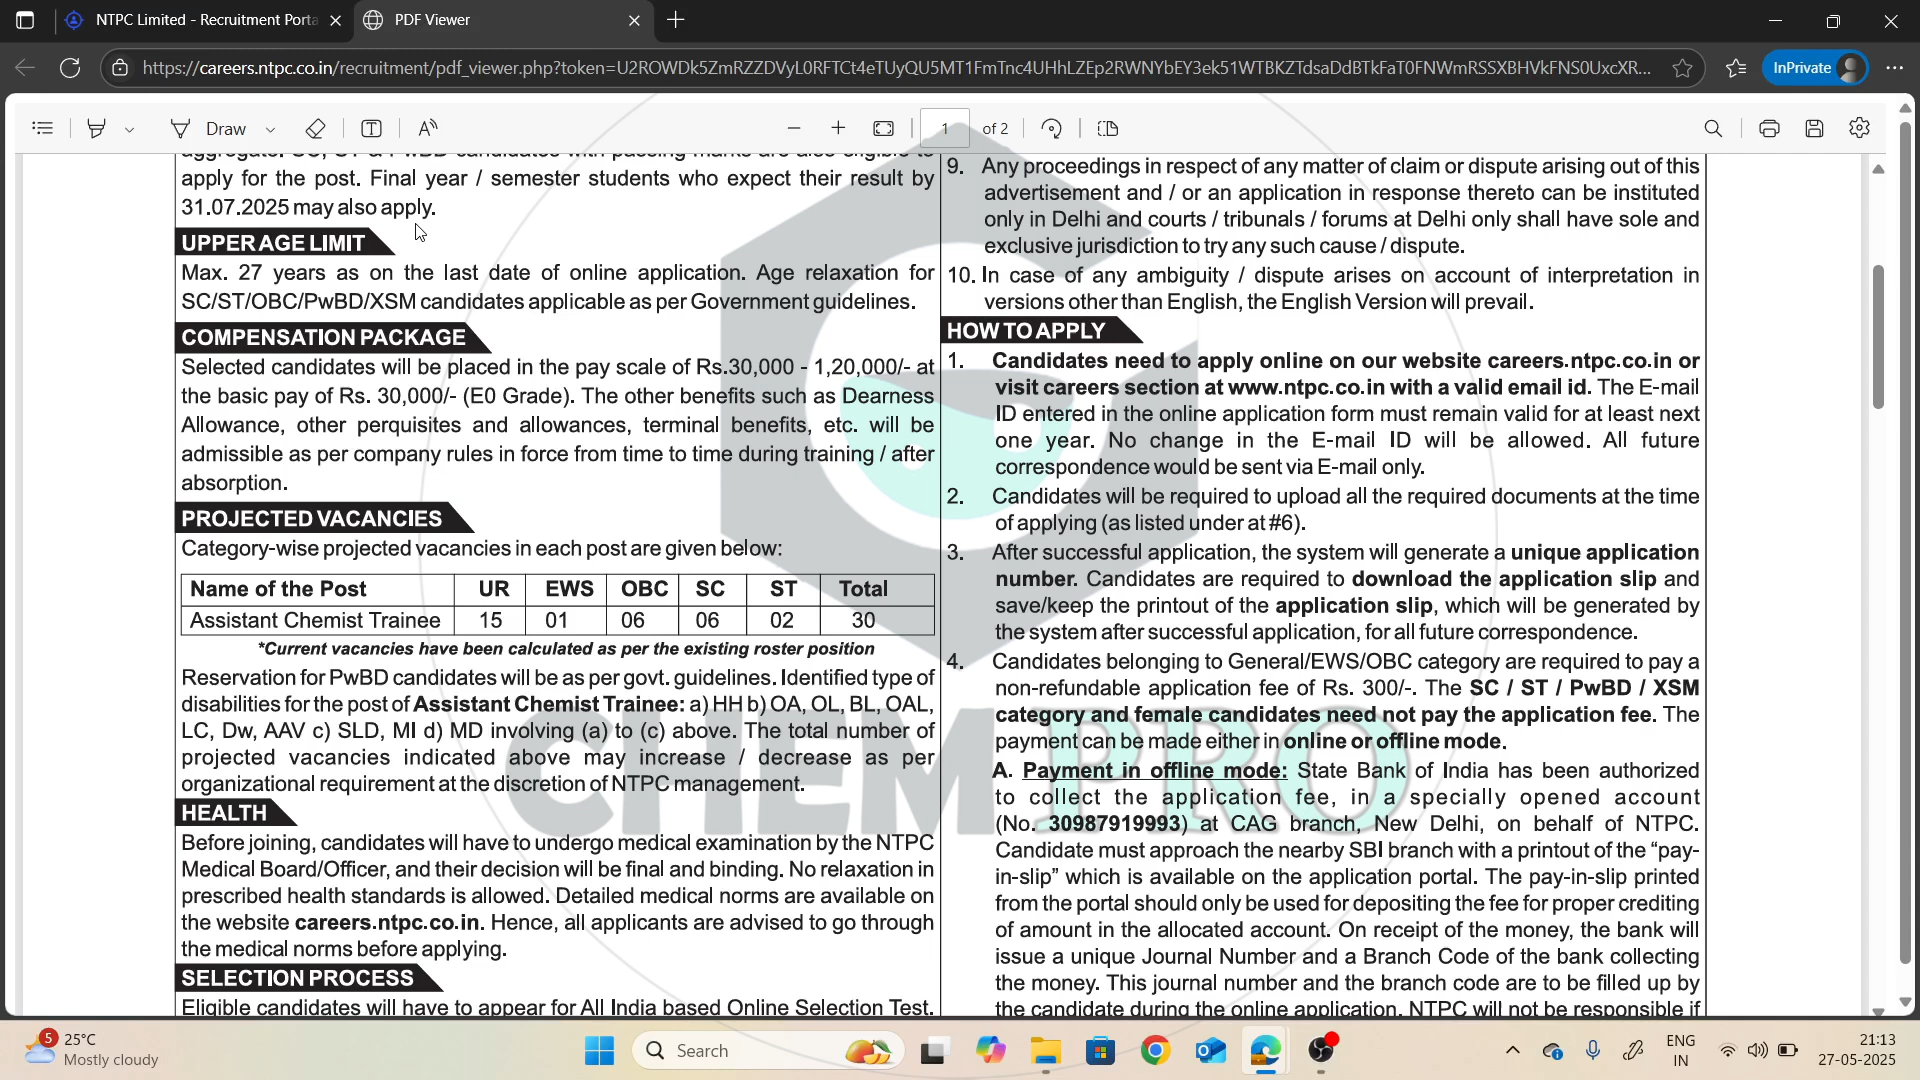 NTPC Limited - Recruitment Porta
PDF Viewer
https://careers.ntpc.co.in/recruitment/pdf_viewer.php?token=U2ROWDk5ZmRZZDVyL0RFTCt4eTUyQU5MT1FmTnc4UHhLZEp2RWNYbEY3ek51WTBKZTdsaDdBTkFaT0FNWmRSSXBHVkFNS0UxcXR...
InPrivate
Draw
1 of 2
apply for the post. Final year / semester students who expect their result by
31.07.2025 may also apply.
UPPER AGE LIMIT
Max. 27 years as on the last date of online application. Age relaxation for
SC/ST/OBC/PwBD/XSM candidates applicable as per Government guidelines.
COMPENSATION PACKAGE
Selected candidates will be placed in the pay scale of Rs.30,000 - 1,20,000/- at
the basic pay of Rs. 30,000/- (E0 Grade). The other benefits such as Dearness
Allowance, other perquisites and allowances, terminal benefits, etc. will be
admissible as per company rules in force from time to time during training / after
absorption.
PROJECTED VACANCIES
Category-wise projected vacancies in each post are given below:
Name of the Post UR EWS OBC SC ST Total
Assistant Chemist Trainee 15 01 06 06 02 30
*Current vacancies have been calculated as per the existing roster position
Reservation for PwBD candidates will be as per govt. guidelines. Identified type of
disabilities for the post of Assistant Chemist Trainee: a) HH b) OA, OL, BL, OAL,
LC, Dw, AAV c) SLD, MI d) MD involving (a) to (c) above. The total number of
projected vacancies indicated above may increase / decrease as per
organizational requirement at the discretion of NTPC management.
HEALTH
Before joining, candidates will have to undergo medical examination by the NTPC
Medical Board/Officer, and their decision will be final and binding. No relaxation in
prescribed health standards is allowed. Detailed medical norms are available on
the website careers.ntpc.co.in. Hence, all applicants are advised to go through
the medical norms before applying.
SELECTION PROCESS
Eligible candidates will have to appear for All India based Online Selection Test.
9. Any proceedings in respect of any matter of claim or dispute arising out of this
advertisement and / or an application in response thereto can be instituted
only in Delhi and courts / tribunals / forums at Delhi only shall have sole and
exclusive jurisdiction to try any such cause / dispute.
10. In case of any ambiguity / dispute arises on account of interpretation in
versions other than English, the English Version will prevail.
HOW TO APPLY
1. Candidates need to apply online on our website careers.ntpc.co.in or
visit careers section at www.ntpc.co.in with a valid email id. The E-mail
ID entered in the online application form must remain valid for at least next
one year. No change in the E-mail ID will be allowed. All future
correspondence would be sent via E-mail only.
2. Candidates will be required to upload all the required documents at the time
of applying (as listed under at #6).
3. After successful application, the system will generate a unique application
number. Candidates are required to download the application slip and
save/keep the printout of the application slip, which will be generated by
the system after successful application, for all future correspondence.
4. Candidates belonging to General/EWS/OBC category are required to pay a
non-refundable application fee of Rs. 300/-. The SC / ST / PwBD / XSM
category and female candidates need not pay the application fee. The
payment can be made either in online or offline mode.
A. Payment in offline mode: State Bank of India has been authorized
to collect the application fee, in a specially opened account
(No. 30987919993) at CAG branch, New Delhi, on behalf of NTPC.
Candidate must approach the nearby SBI branch with a printout of the “pay-
in-slip” which is available on the application portal. The pay-in-slip printed
from the portal should only be used for depositing the fee for proper crediting
of amount in the allocated account. On receipt of the money, the bank will
issue a unique Journal Number and a Branch Code of the bank collecting
the money. This journal number and the branch code are to be filled up by
the candidate during the online application. NTPC will not be responsible if
CHEM PRO
5
25°C
Mostly cloudy
Search
ENG
IN
21:13
27-05-2025